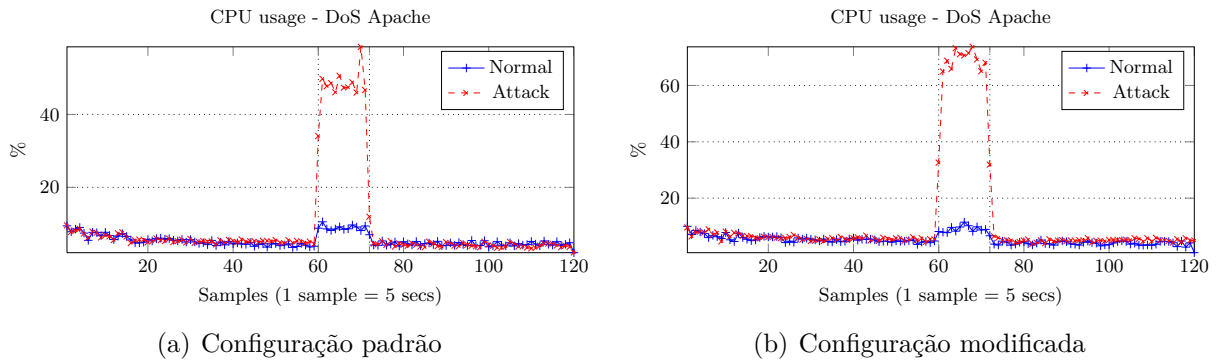 CPU usage - DoS Apache
%
40
20
Normal
Attack
20 40 60 80 100 120
Samples (1 sample = 5 secs)
(a) Configuração padrão
CPU usage - DoS Apache
%
60
40
20
Normal
Attack
20 40 60 80 100 120
Samples (1 sample = 5 secs)
(b) Configuração modificada